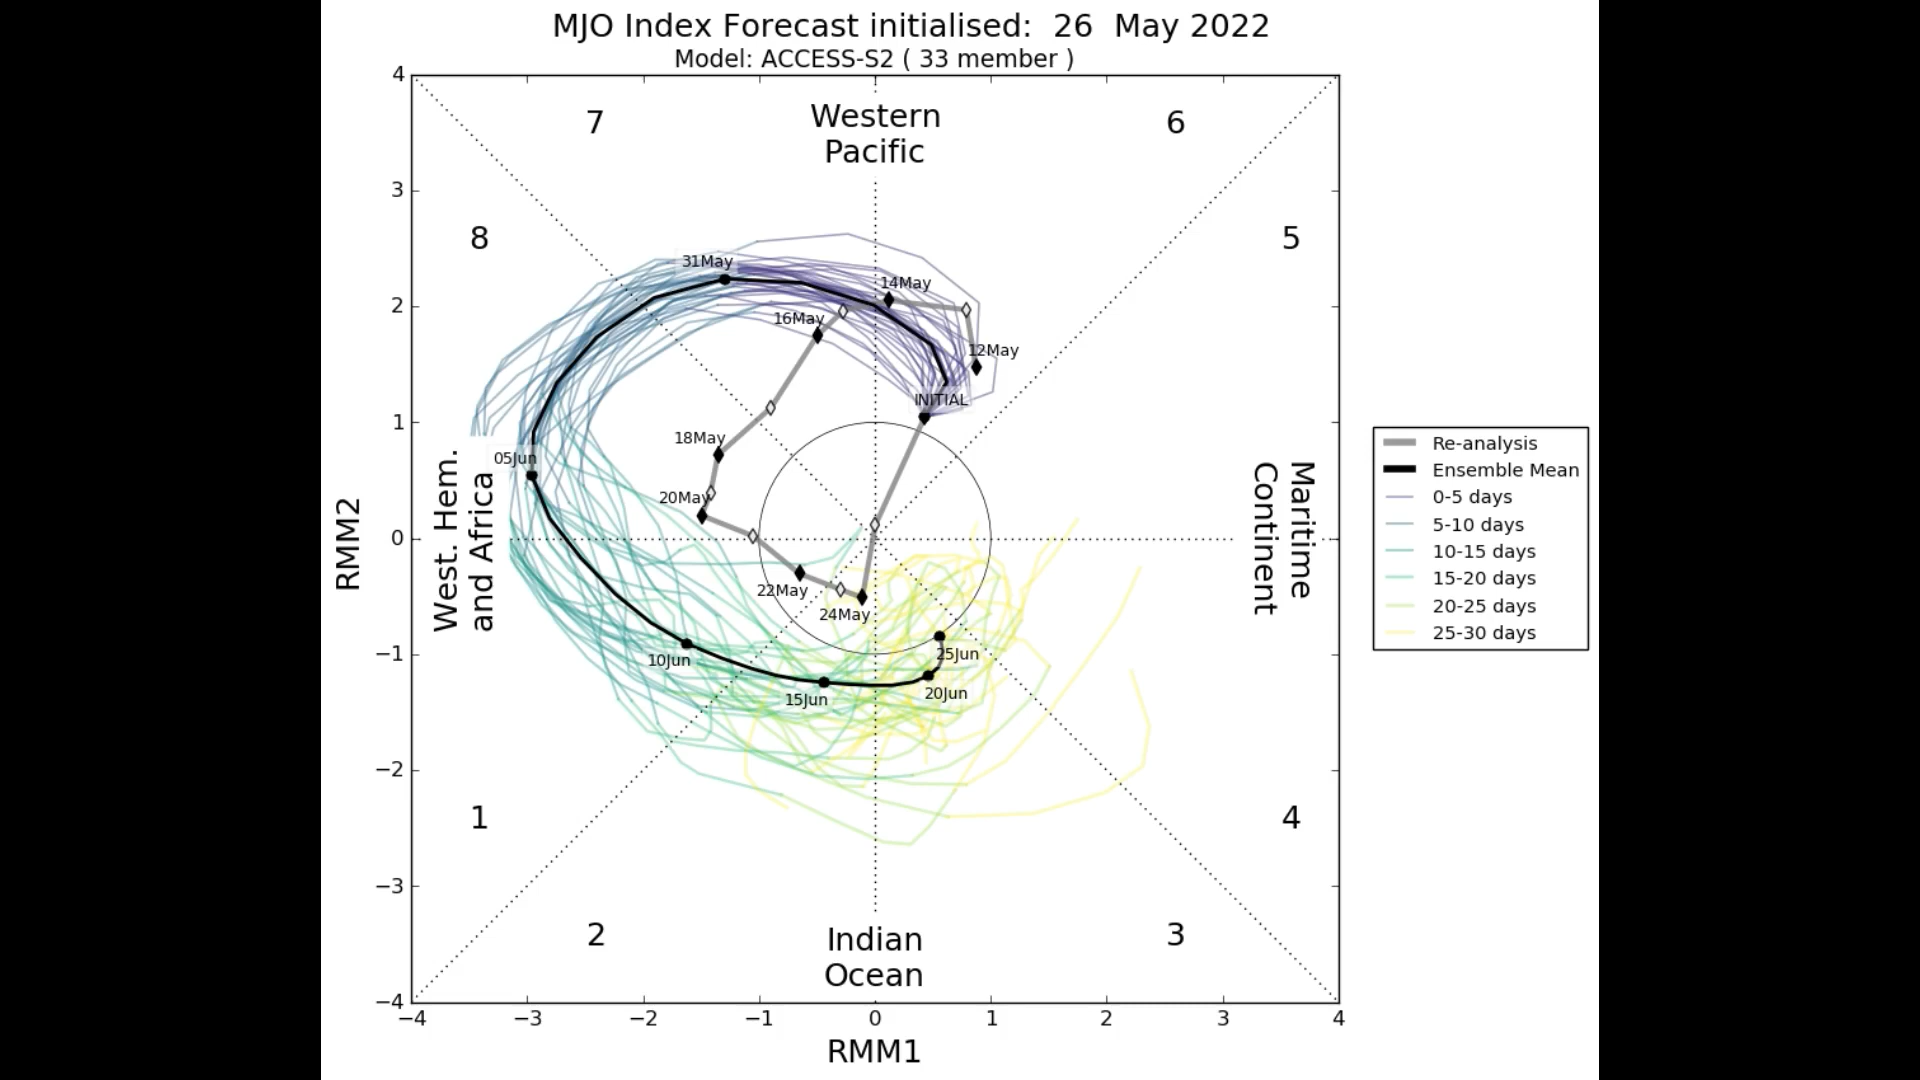 MJO Index Forecast initialised:  26  May 2022
Model: ACCESS-S2 ( 33 member )
4
3
2
1
0
−1
−2
−3
−4
RMM2
−4
−3
−2
−1
0
1
2
3
4
RMM1
7
Western
Pacific
6
8
5
31May
14May
16May
12May
INITIAL
18May
05Jun
20May
West. Hem.
and Africa
Maritime
Continent
22May
24May
10Jun
25Jun
15Jun
20Jun
1
4
2
Indian
Ocean
3
Re-analysis
Ensemble Mean
0-5 days
5-10 days
10-15 days
15-20 days
20-25 days
25-30 days